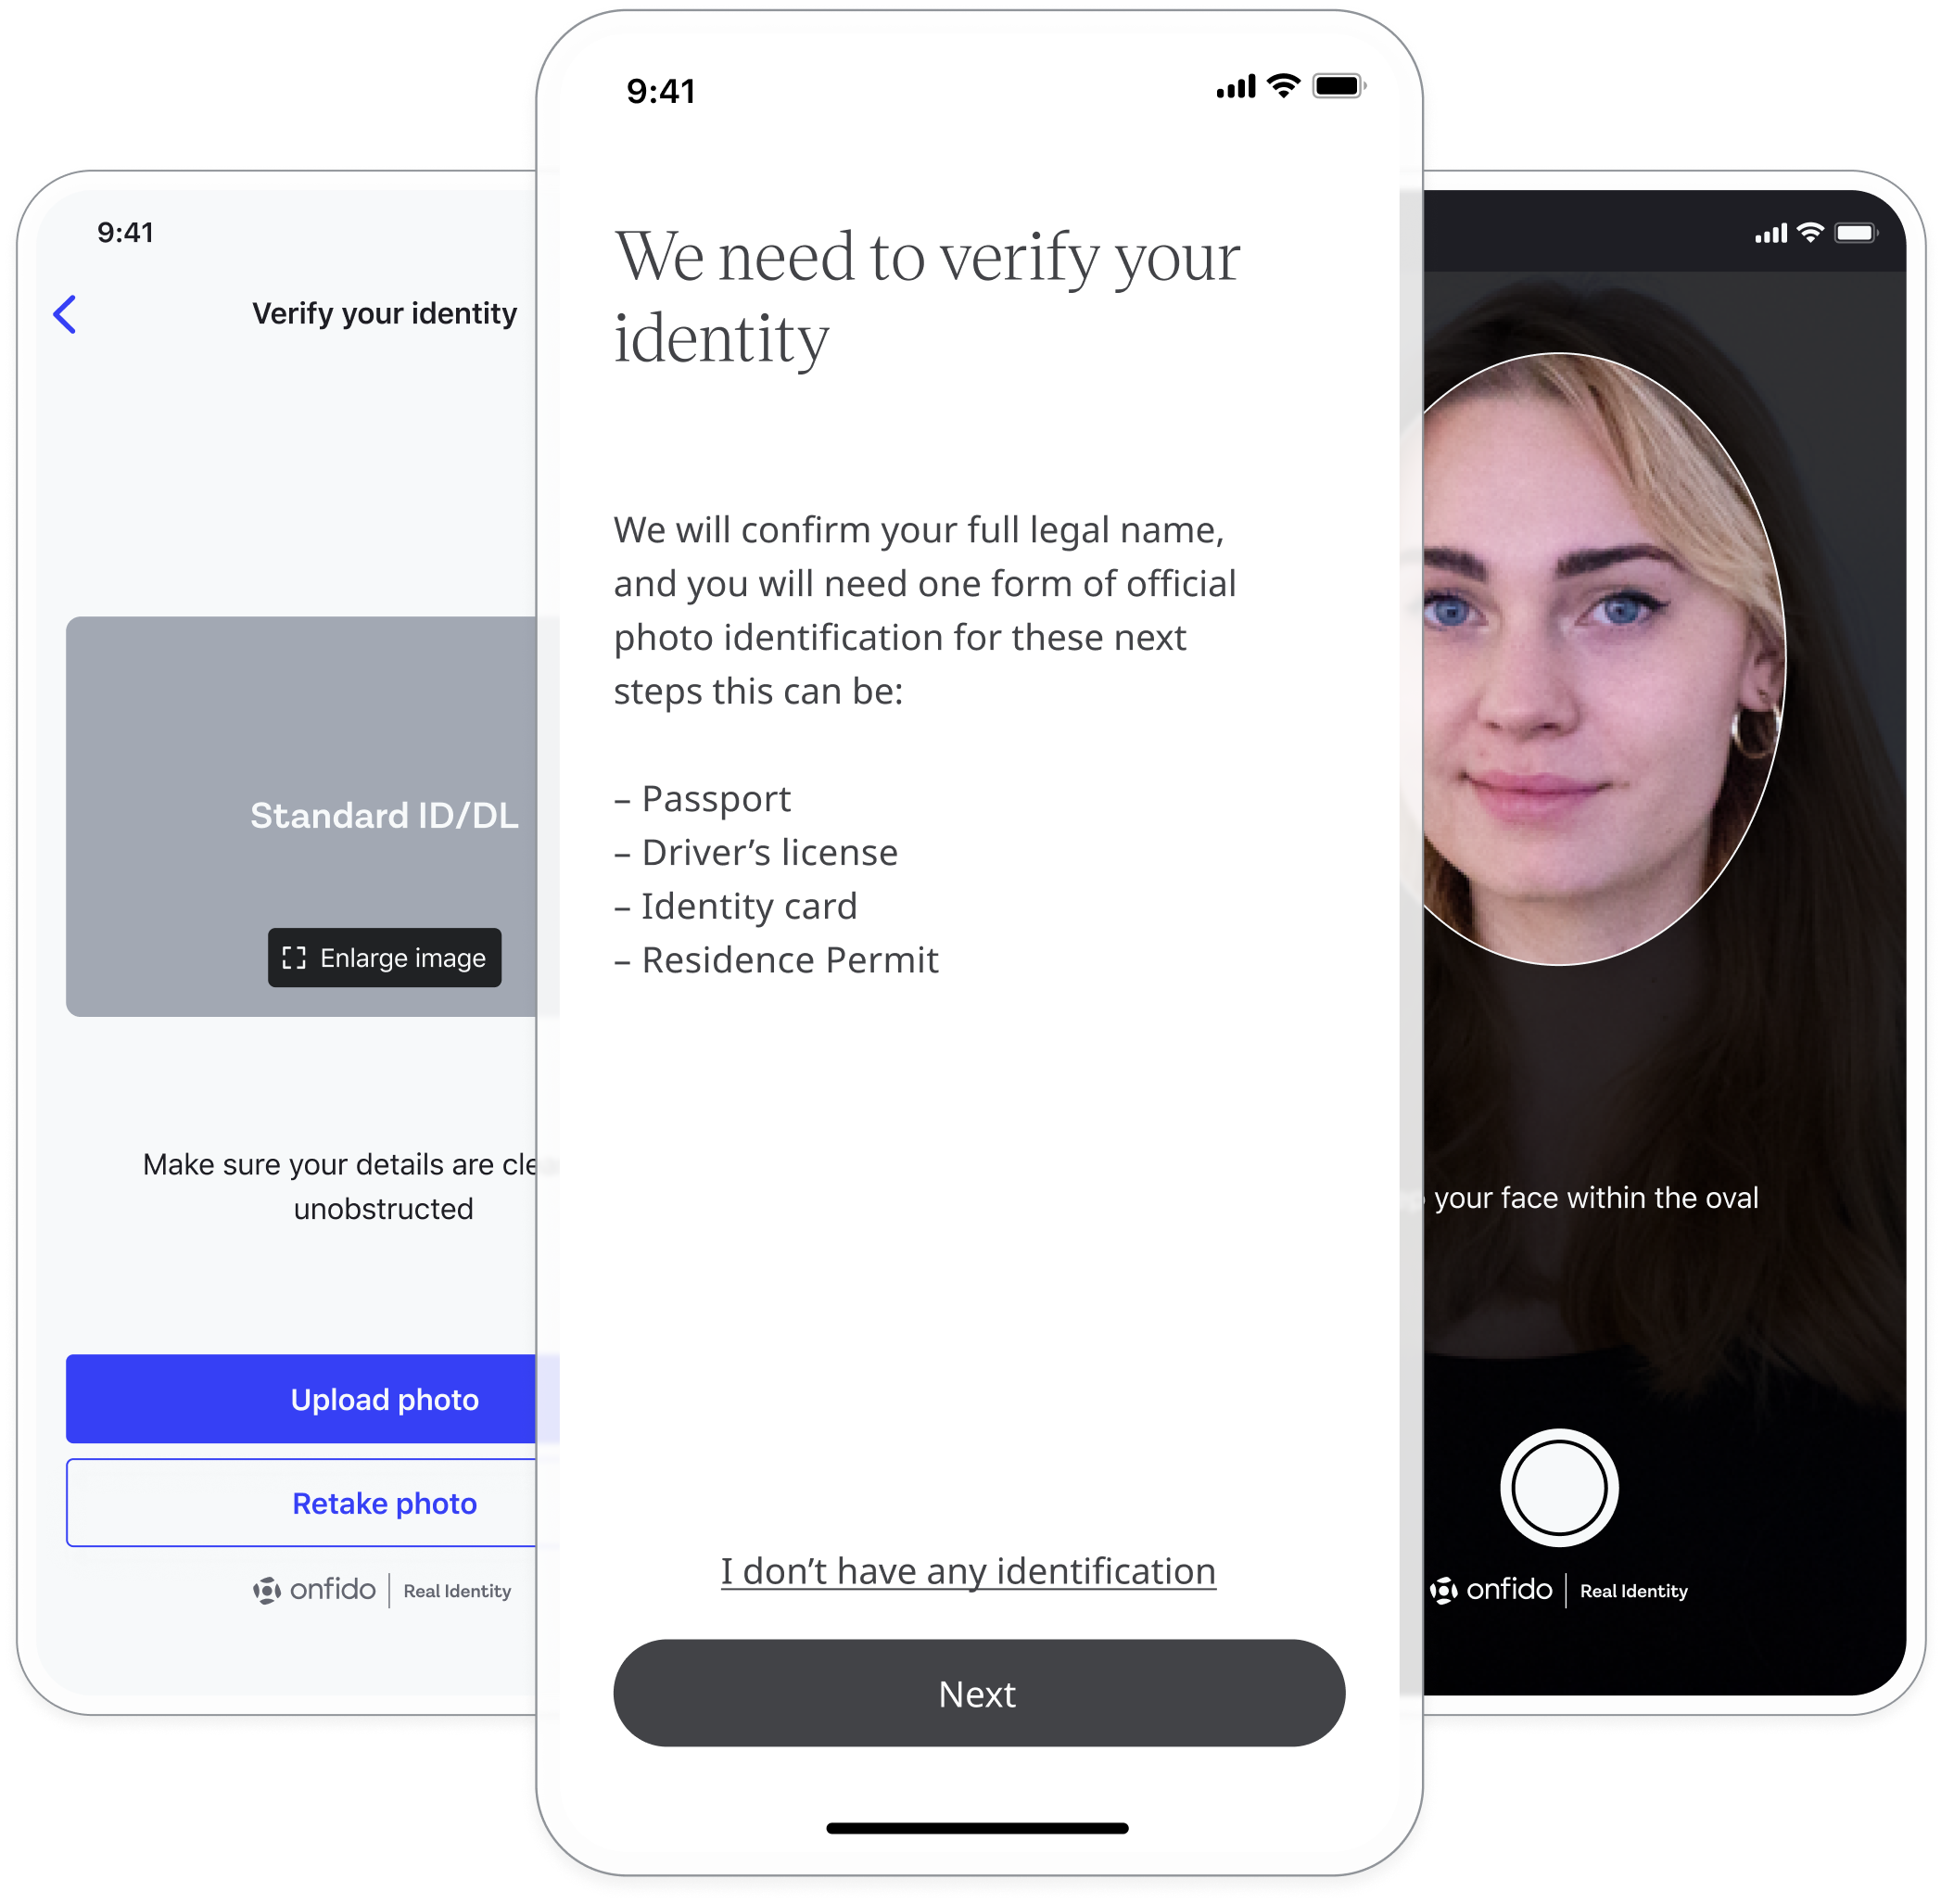 9:41
Verify your identity
Standard ID/DL
Enlarge image
Make sure your details are
unobstructed
Upload photo
Retake photo
onfido | Real Identity
9:41
We need to verify your
identity
We will confirm your full legal name,
and you will need one form of official
photo identification for these next
steps this can be:
– Passport
– Driver’s license
– Identity card
– Residence Permit
I don’t have any identification
Next
your face within the oval
onfido | Real Identity